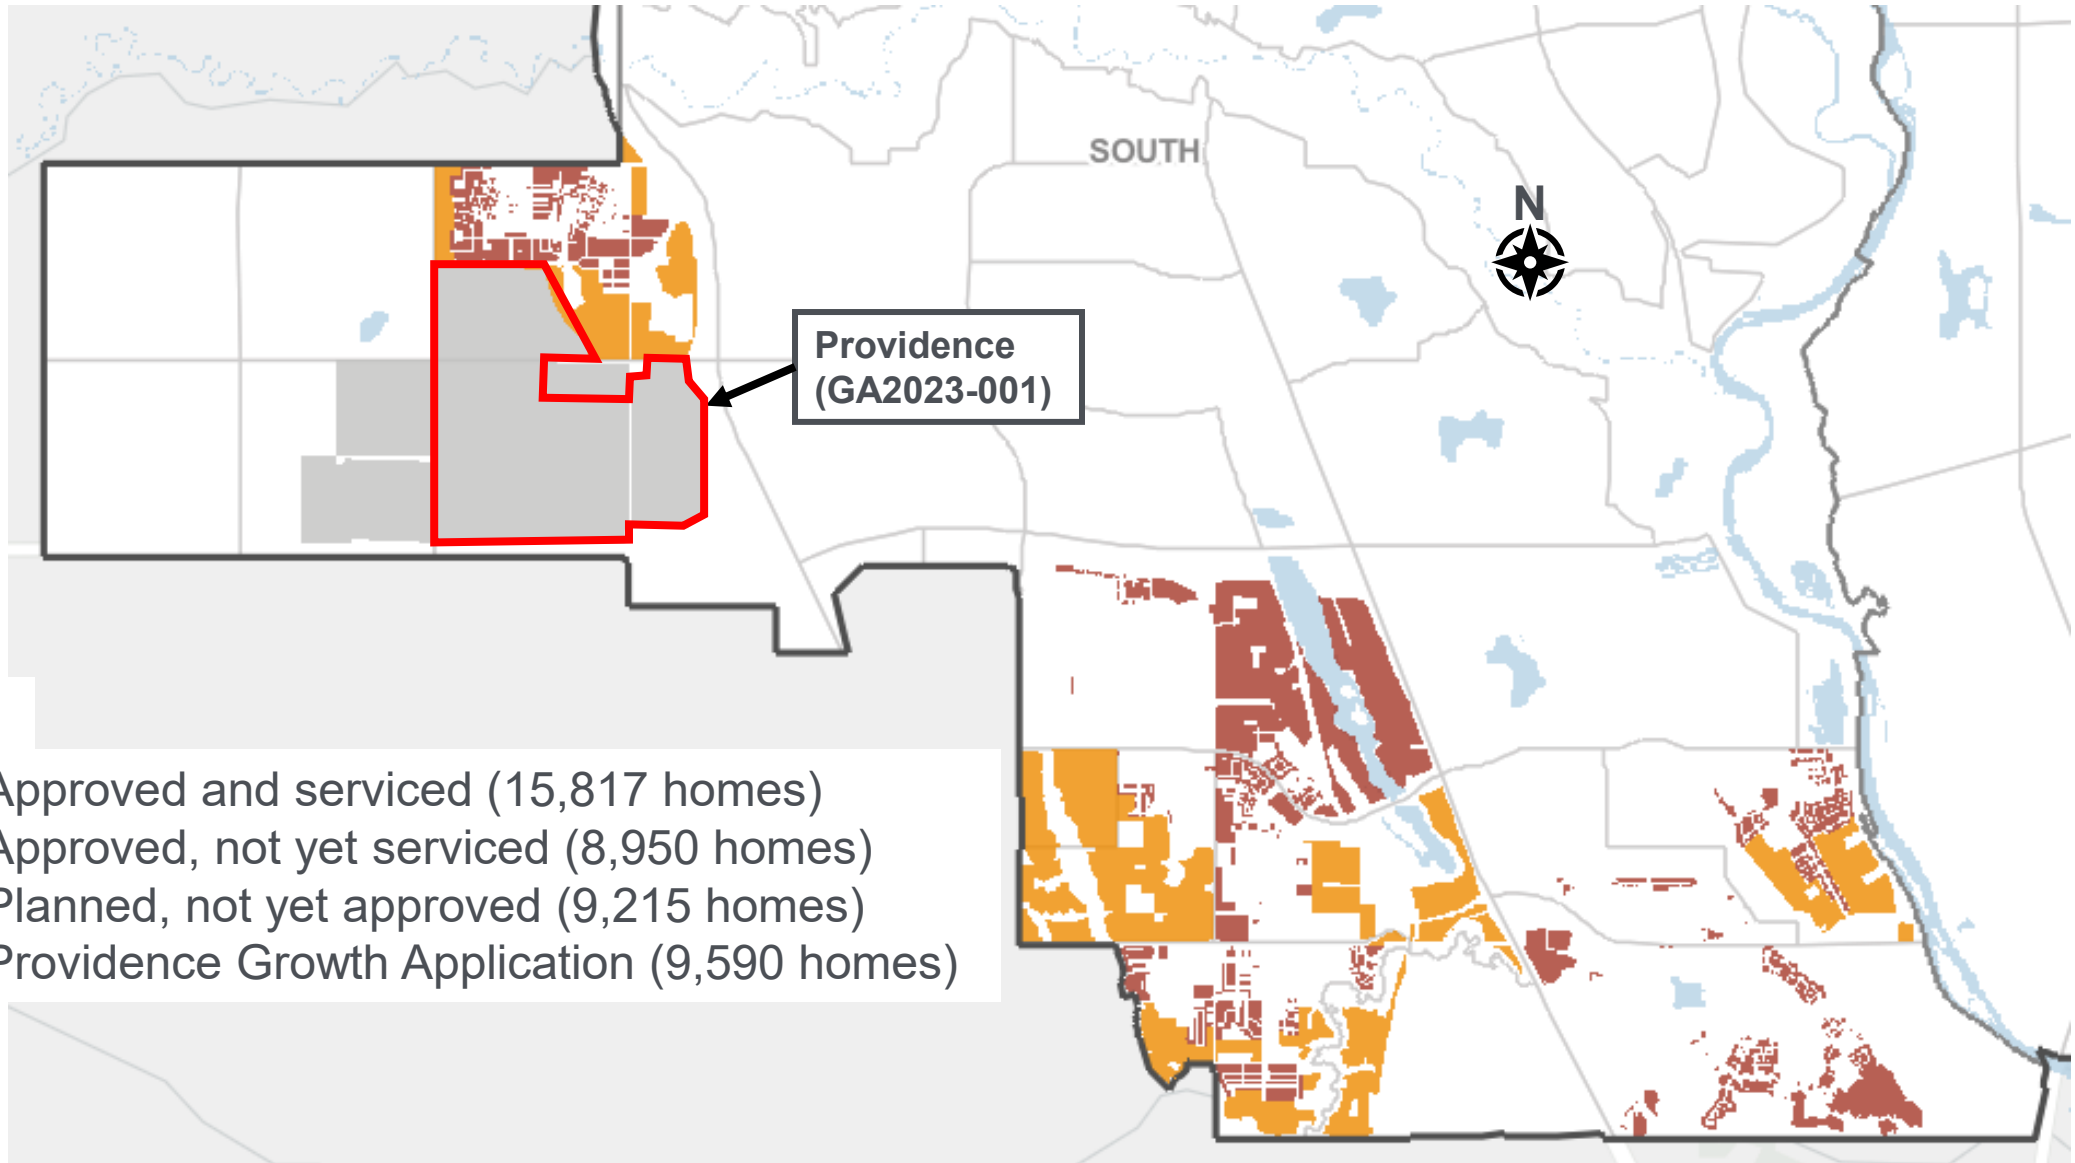 SOUTH
N
Providence
(GA2023-001)
Approved and serviced (15,817 homes)
Approved, not yet serviced (8,950 homes)
Planned, not yet approved (9,215 homes)
Providence Growth Application (9,590 homes)